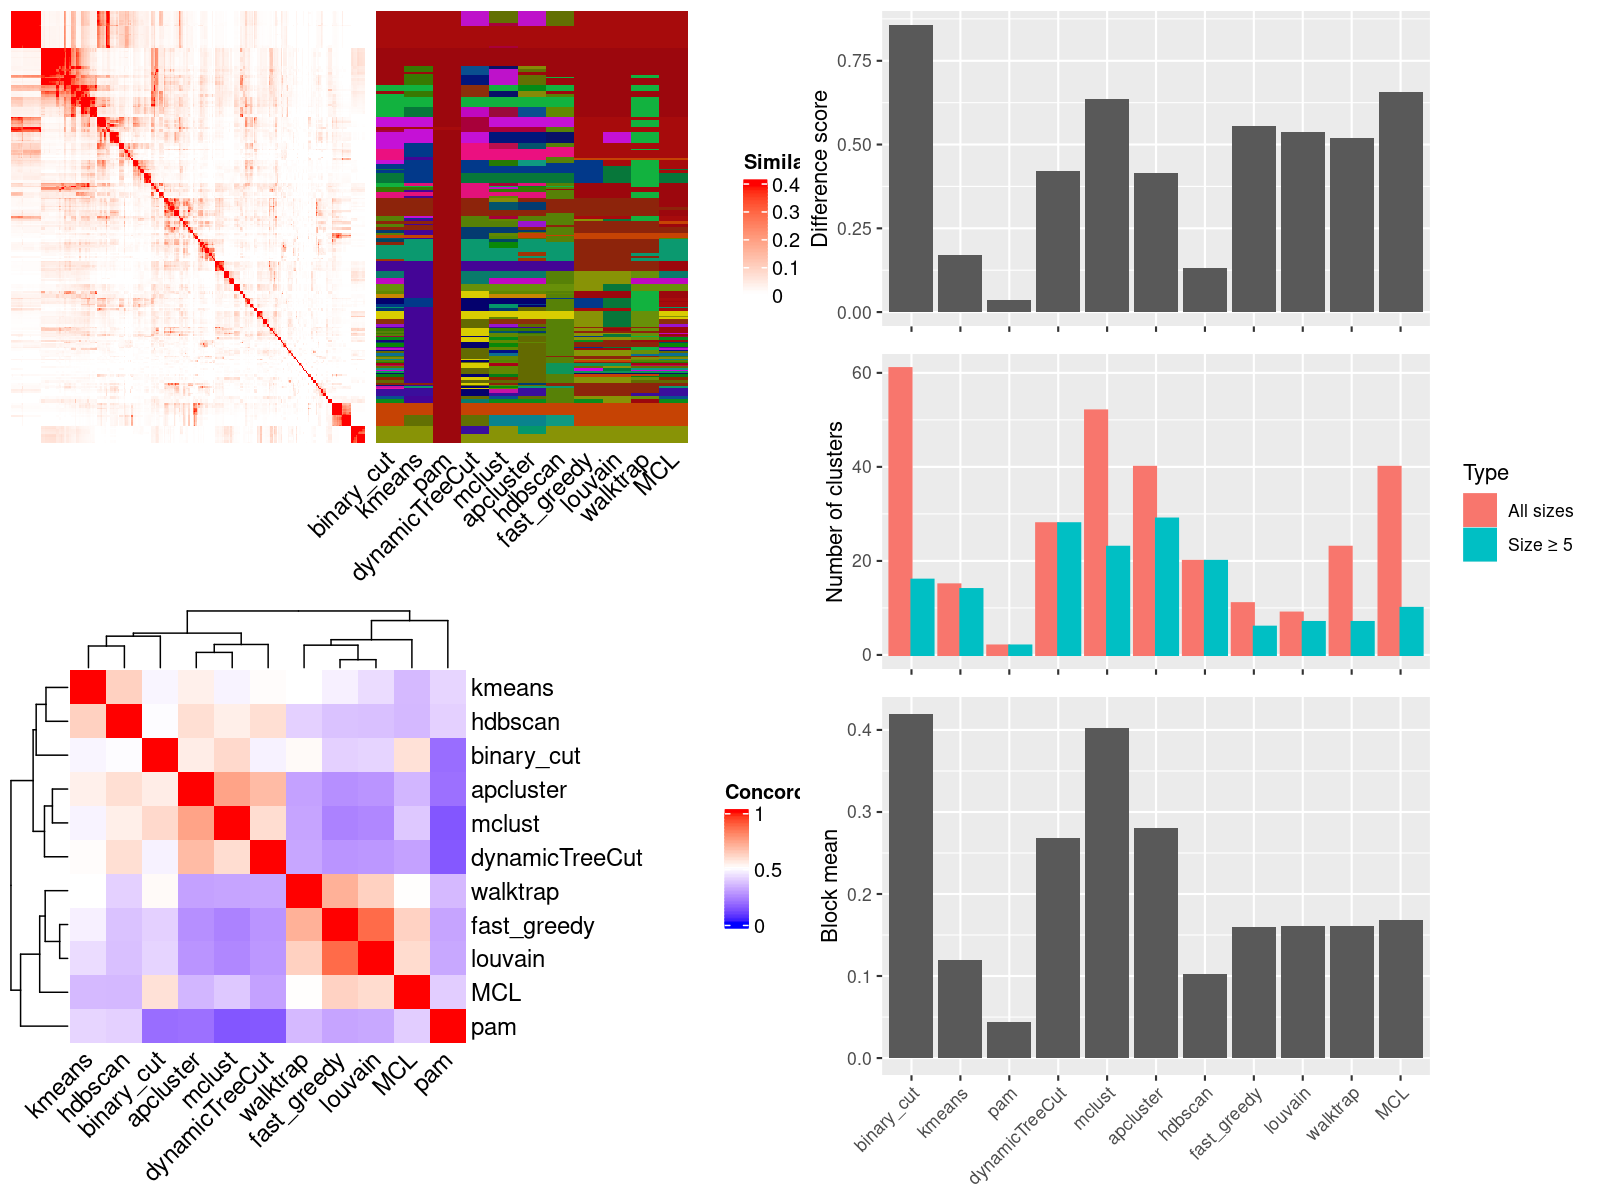 Simila
0.4
0.3
0.2
0.1
0
binary_cut
kmeans
pam
dynamicTreeCut
mclust
apcluster
hdbscan
fast_greedy
louvain
walktrap
MCL
kmeans
hdbscan
binary_cut
apcluster
mclust
dynamicTreeCut
walktrap
fast_greedy
louvain
MCL
pam
kmeans
hdbscan
binary_cut
apcluster
mclust
dynamicTreeCut
walktrap
fast_greedy
louvain
MCL
pam
Concord
1
0.5
0
Difference score
0.75
0.50
0.25
0.00
Number of clusters
60
40
20
0
Type
All sizes
Size ≥ 5
Block mean
0.4
0.3
0.2
0.1
0.0
binary_cut
kmeans
pam
dynamicTreeCut
mclust
apcluster
hdbscan
fast_greedy
louvain
walktrap
MCL